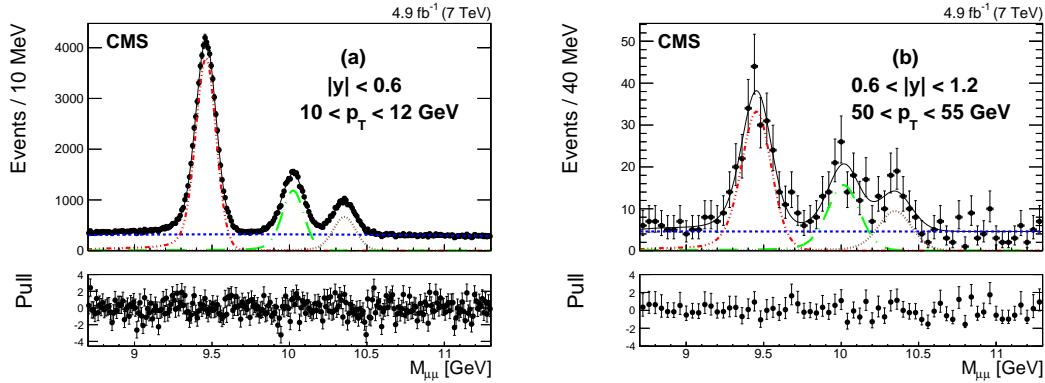 4.9 fb⁻¹ (7 TeV)
CMS
(a)
|y| < 0.6
10 < p_T < 12 GeV
Events / 10 MeV
4000
3000
2000
1000
0
Pull
4
2
0
-2
-4
9
9.5
10
10.5
11
M_μμ [GeV]
4.9 fb⁻¹ (7 TeV)
CMS
(b)
0.6 < |y| < 1.2
50 < p_T < 55 GeV
Events / 40 MeV
50
40
30
20
10
0
Pull
4
2
0
-2
-4
9
9.5
10
10.5
11
M_μμ [GeV]